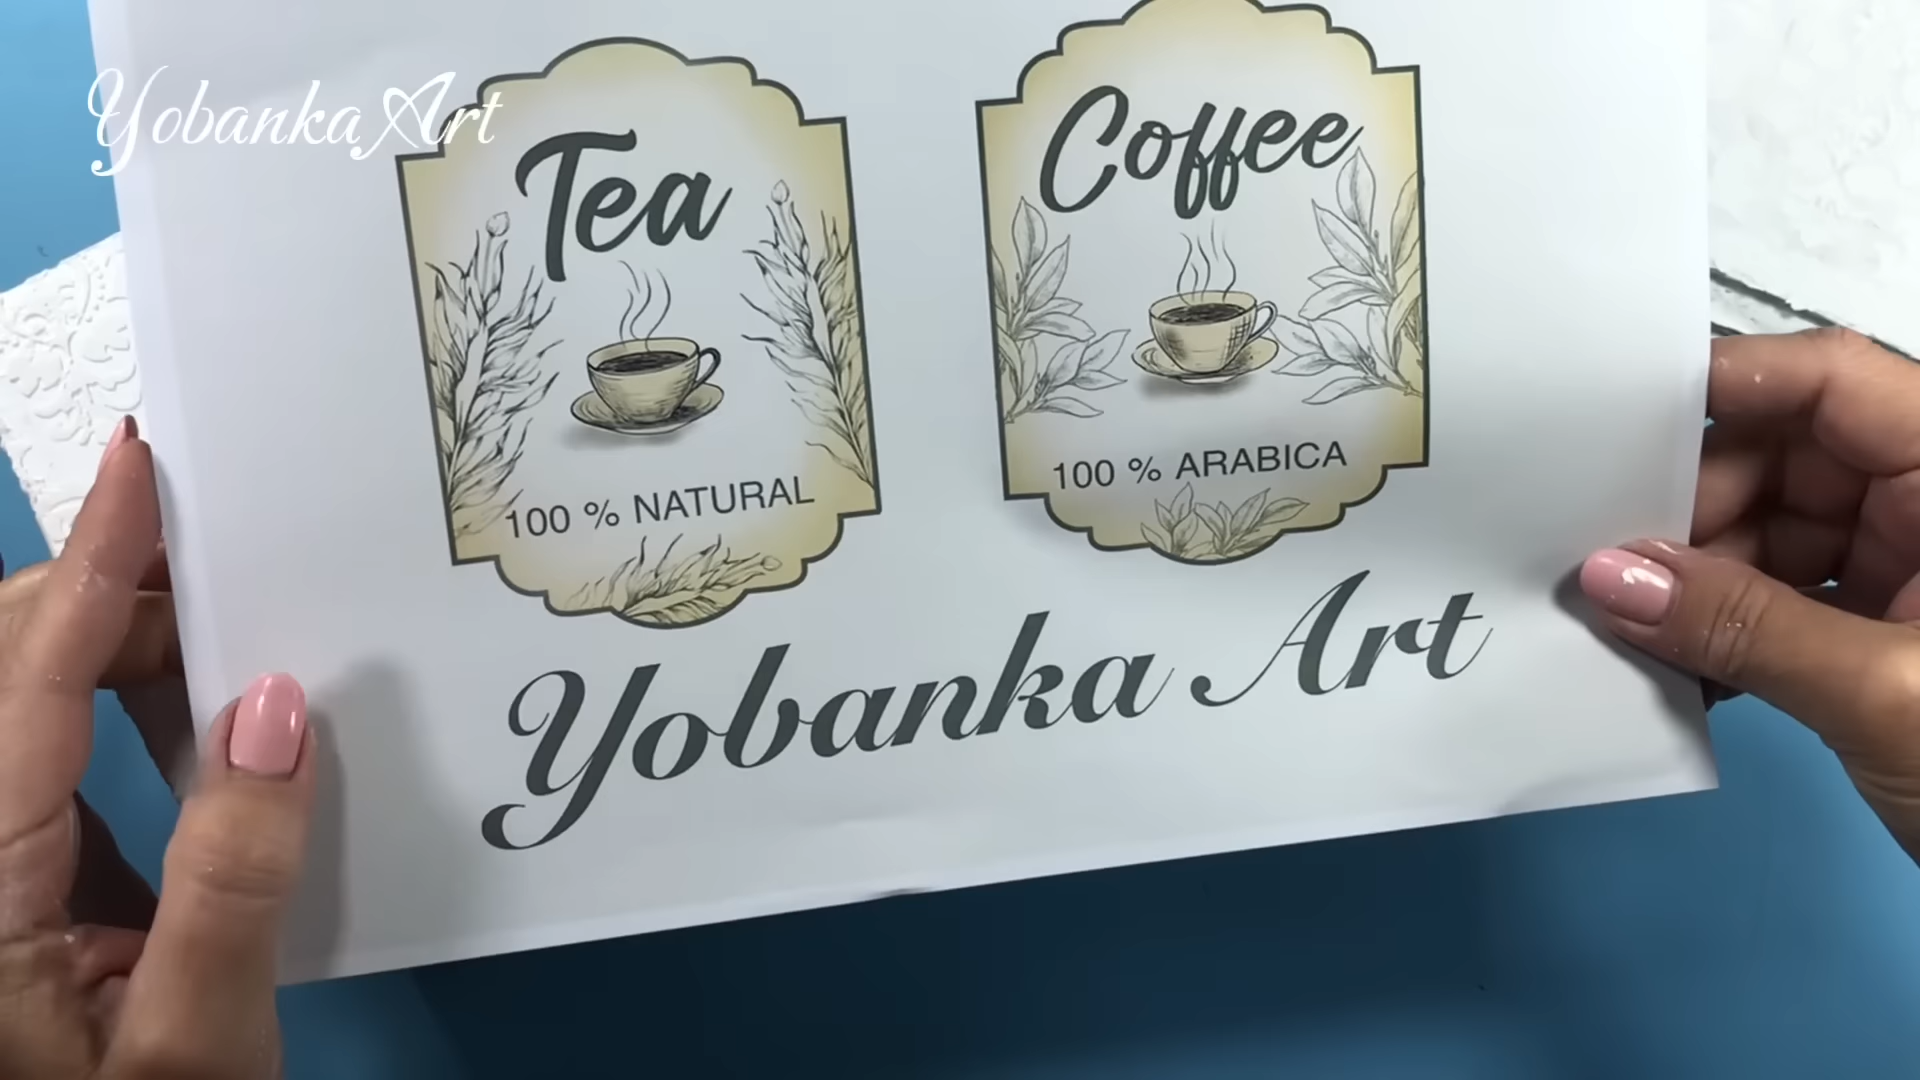 YobankaArt
Tea
100 % NATURAL
Coffee
100 % ARABICA
Yobanka Art